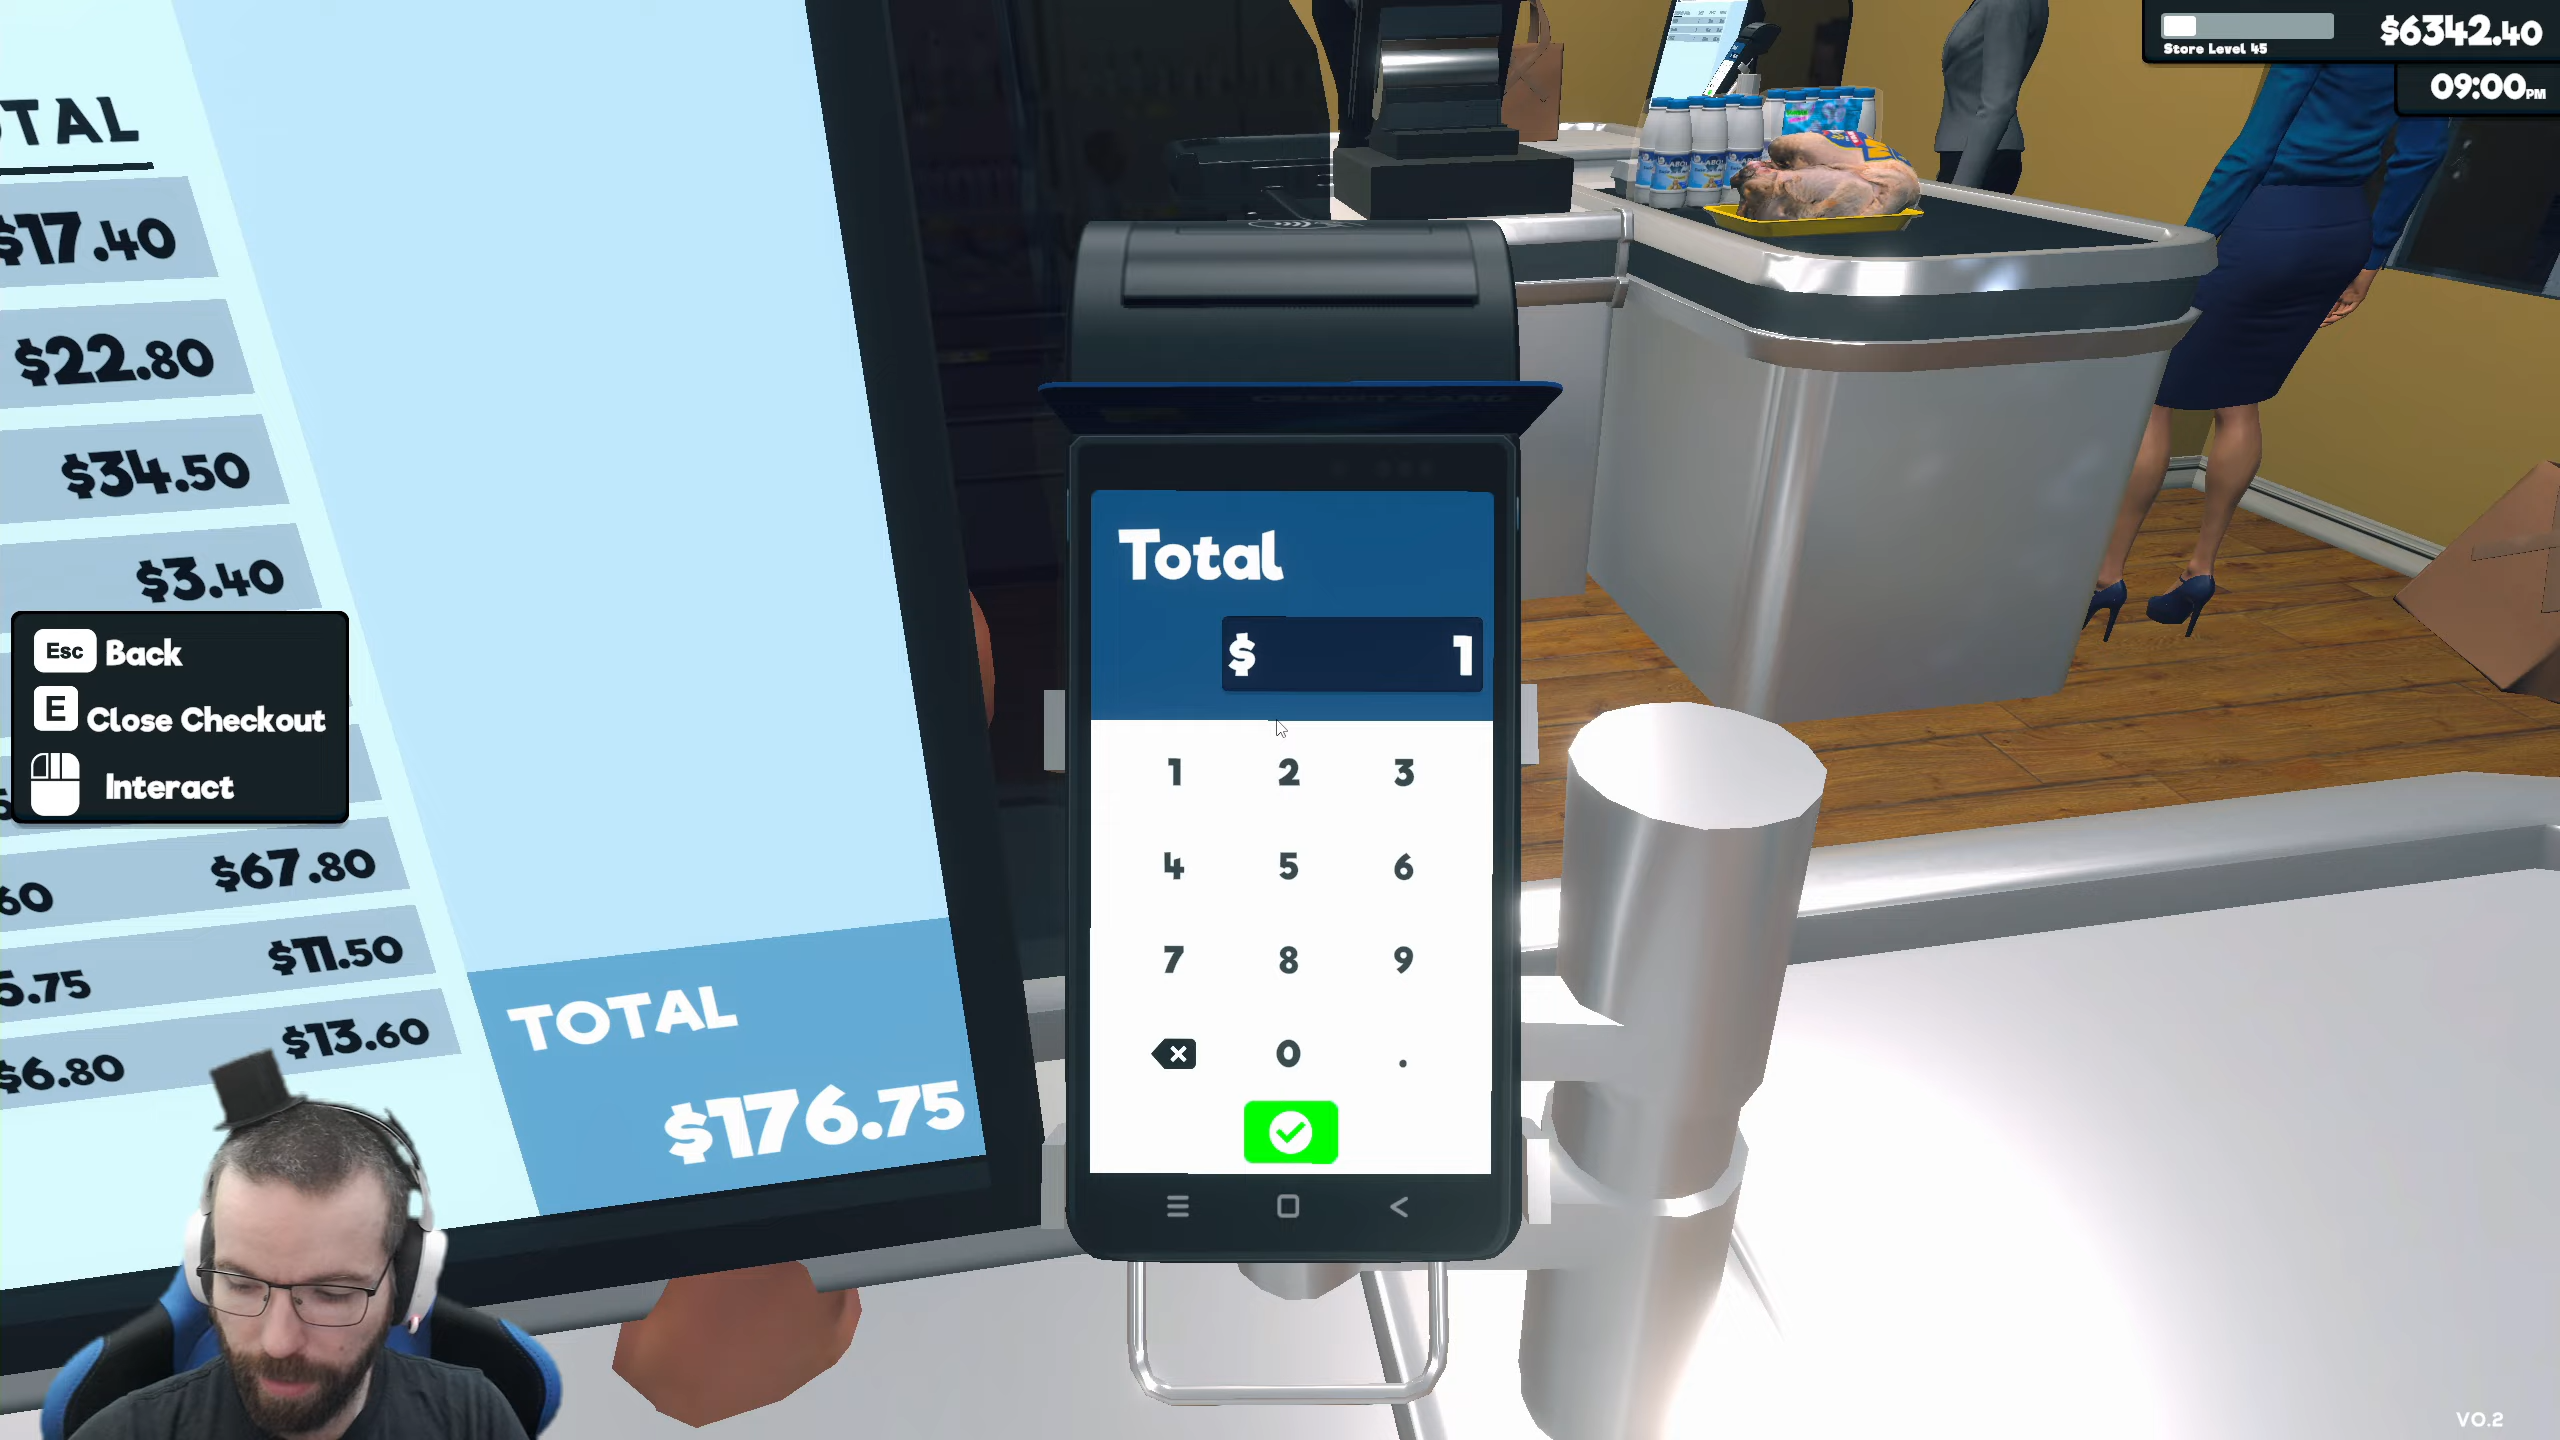 TAL
$17.40
$22.80
$34.50
$3.40
60 $67.80
5.75 $11.50
$6.80 $13.60
TOTAL
$176.75
Esc Back
E Close Checkout
Interact
Total
$ 1
1 2 3
4 5 6
7 8 9
0 .
Store Level 45
$6342.40
09:00PM
CREDIT CARD
V0.2